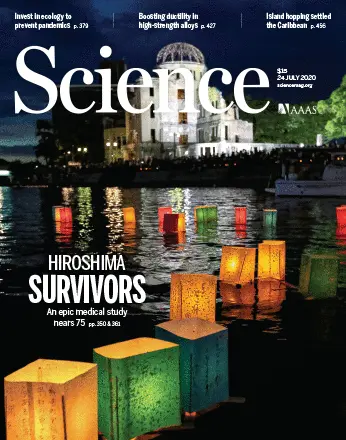 Invest in ecology to
prevent pandemics p. 379
Boosting ductility in
high-strength alloys p. 427
Island hopping settled
the Caribbean p. 456
Science
$15
24 JULY 2020
sciencemag.org
AAAS
HIROSHIMA
SURVIVORS
An epic medical study
nears 75 pp. 350 & 361